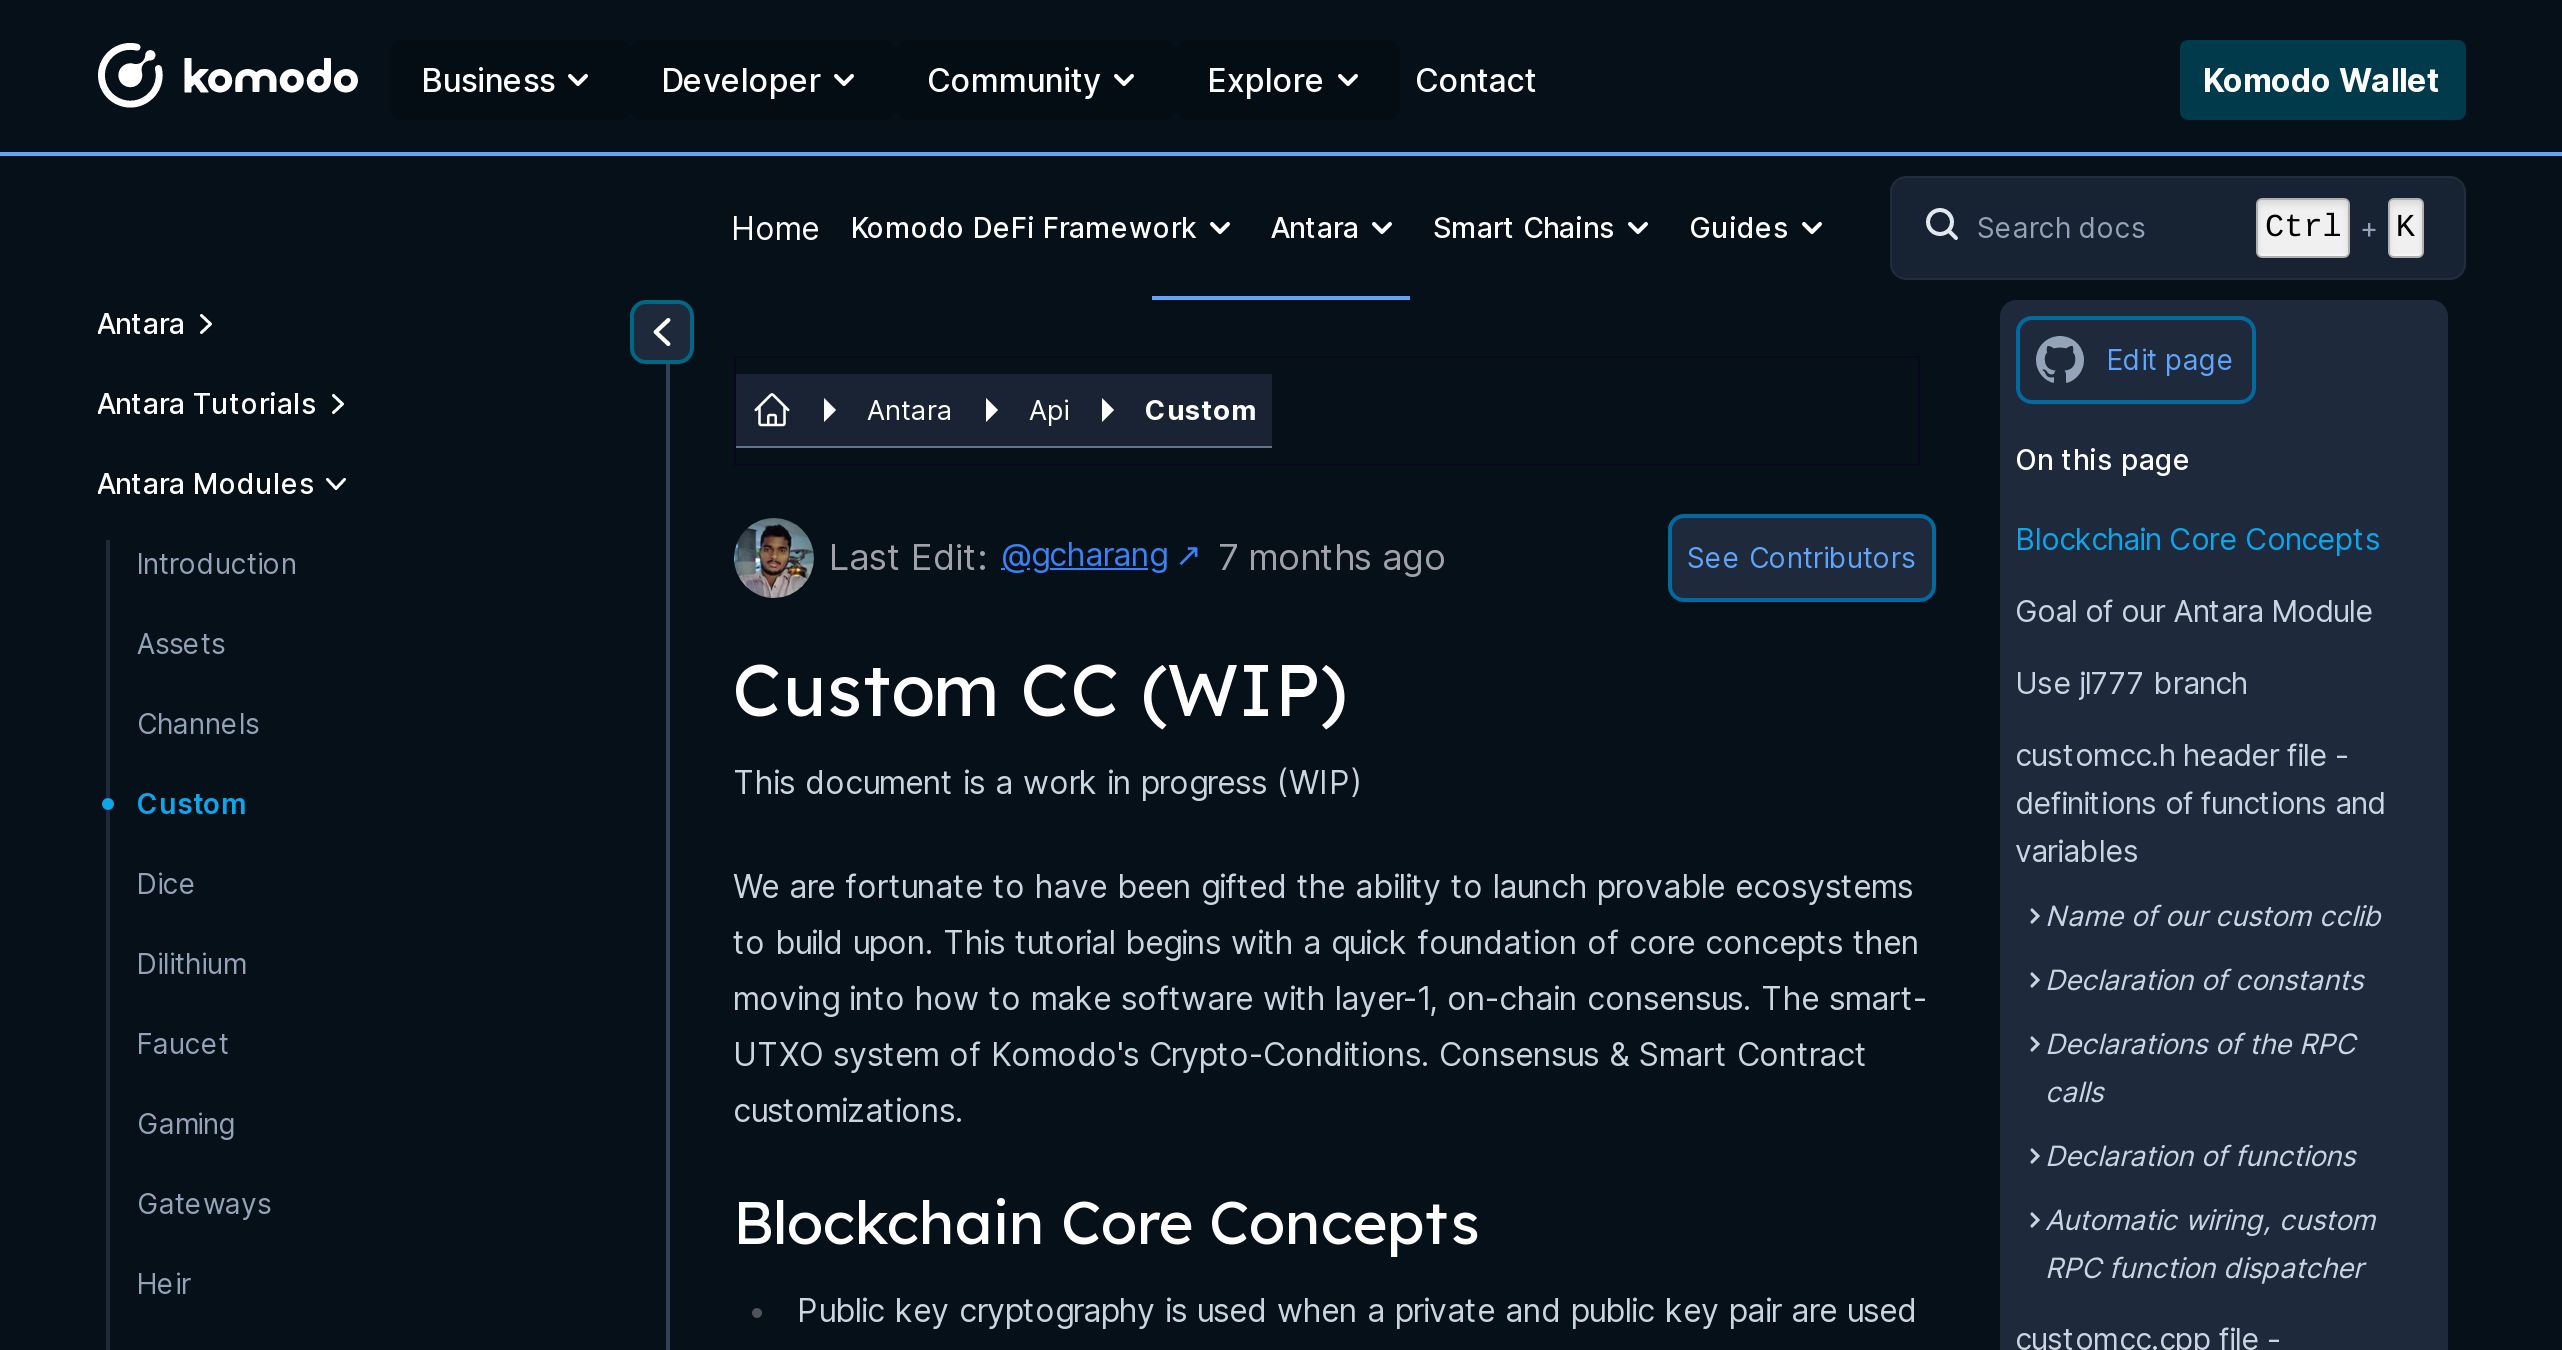 komodo
Business
Developer
Community
Explore
Contact
Komodo Wallet
Home
Komodo DeFi Framework
Antara
Smart Chains
Guides
Search docs
Ctrl + K
Antara
Antara Tutorials
Antara Modules
Introduction
Assets
Channels
Custom
Dice
Dilithium
Faucet
Gaming
Gateways
Heir
Antara
Api
Custom
Last Edit: @gcharang ↗ 7 months ago
See Contributors
Custom CC (WIP)
This document is a work in progress (WIP)
We are fortunate to have been gifted the ability to launch provable ecosystems
to build upon. This tutorial begins with a quick foundation of core concepts then
moving into how to make software with layer-1, on-chain consensus. The smart-
UTXO system of Komodo's Crypto-Conditions. Consensus & Smart Contract
customizations.
Blockchain Core Concepts
• Public key cryptography is used when a private and public key pair are used
Edit page
On this page
Blockchain Core Concepts
Goal of our Antara Module
Use jl777 branch
customcc.h header file -
definitions of functions and
variables
Name of our custom cclib
Declaration of constants
Declarations of the RPC
calls
Declaration of functions
Automatic wiring, custom
RPC function dispatcher
customcc.cpp file -